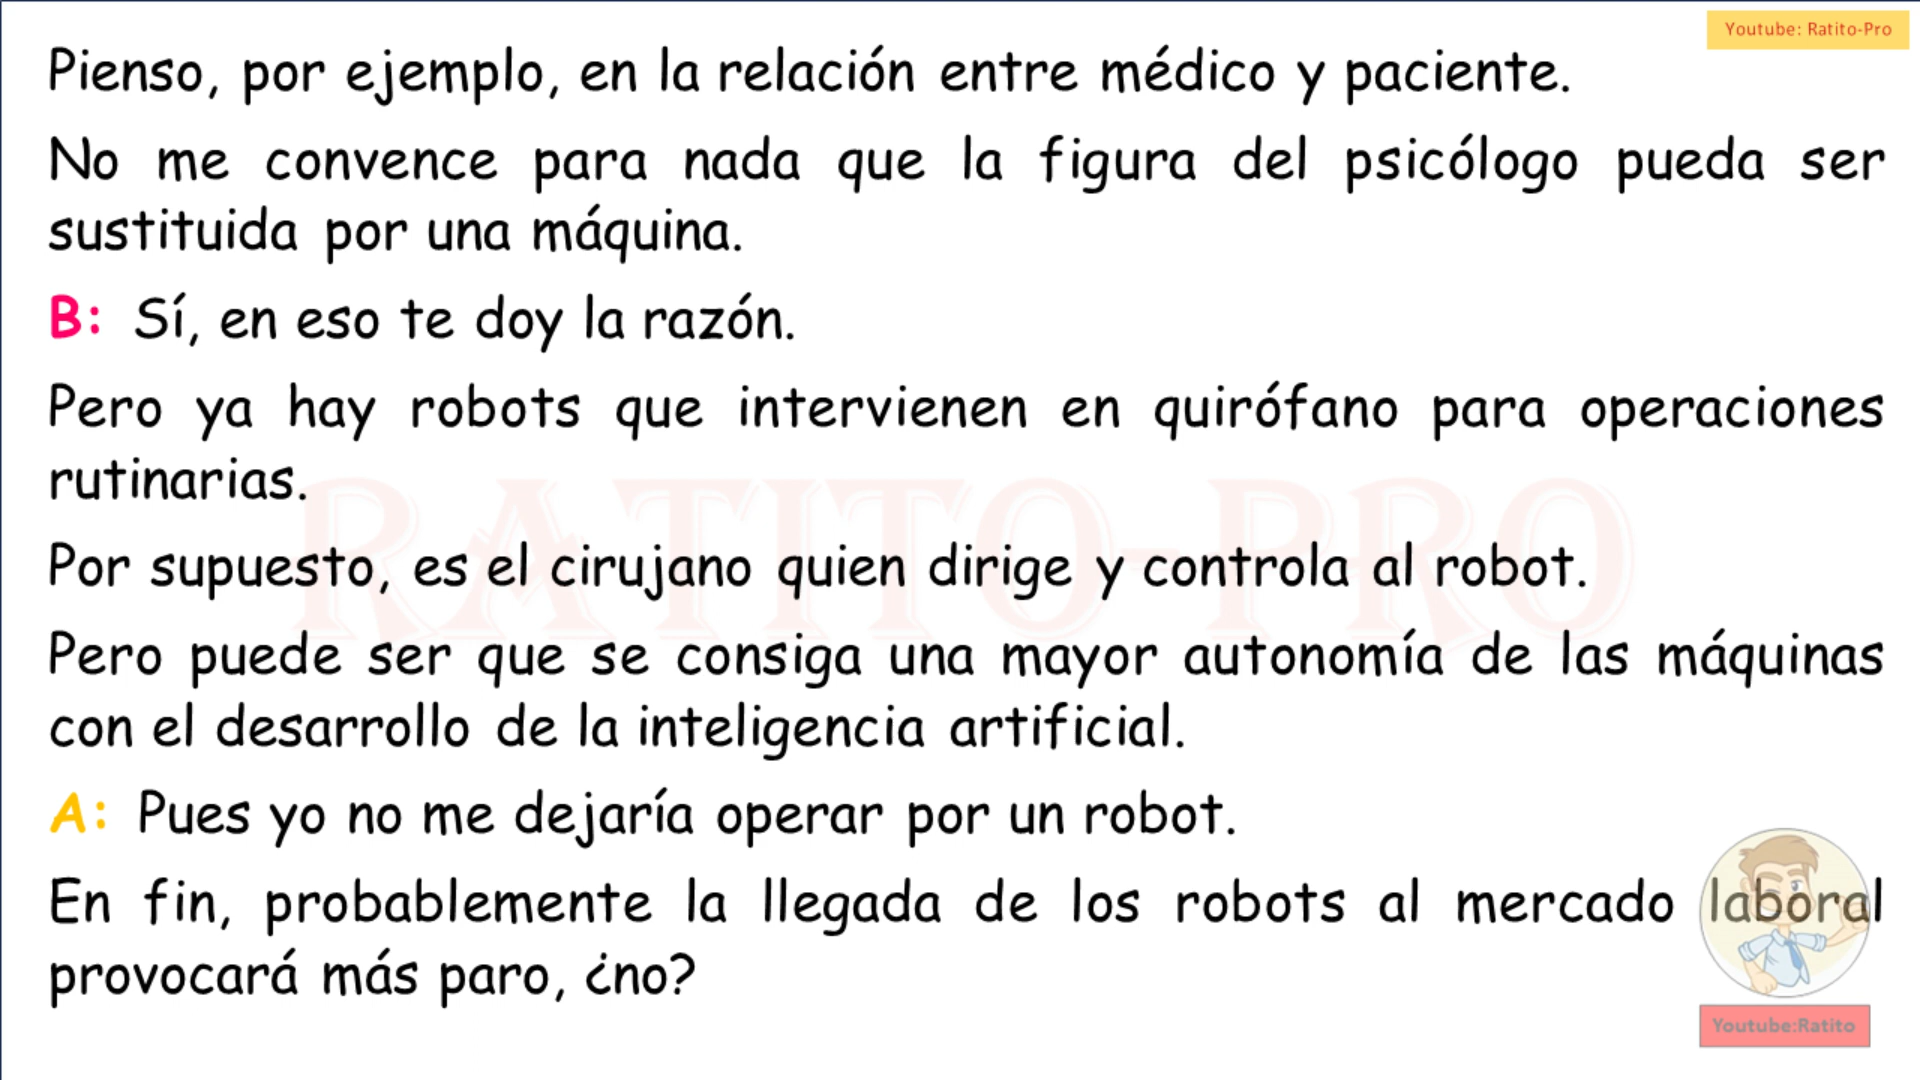 Youtube: Ratito-Pro
Pienso, por ejemplo, en la relación entre médico y paciente.
No me convence para nada que la figura del psicólogo pueda ser
sustituida por una máquina.
B: Sí, en eso te doy la razón.
Pero ya hay robots que intervienen en quirófano para operaciones
rutinarias.
RATITO-PRO
Por supuesto, es el cirujano quien dirige y controla al robot.
Pero puede ser que se consiga una mayor autonomía de las máquinas
con el desarrollo de la inteligencia artificial.
A: Pues yo no me dejaría operar por un robot.
En fin, probablemente la llegada de los robots al mercado laboral
provocará más paro, ¿no?
Youtube:Ratito